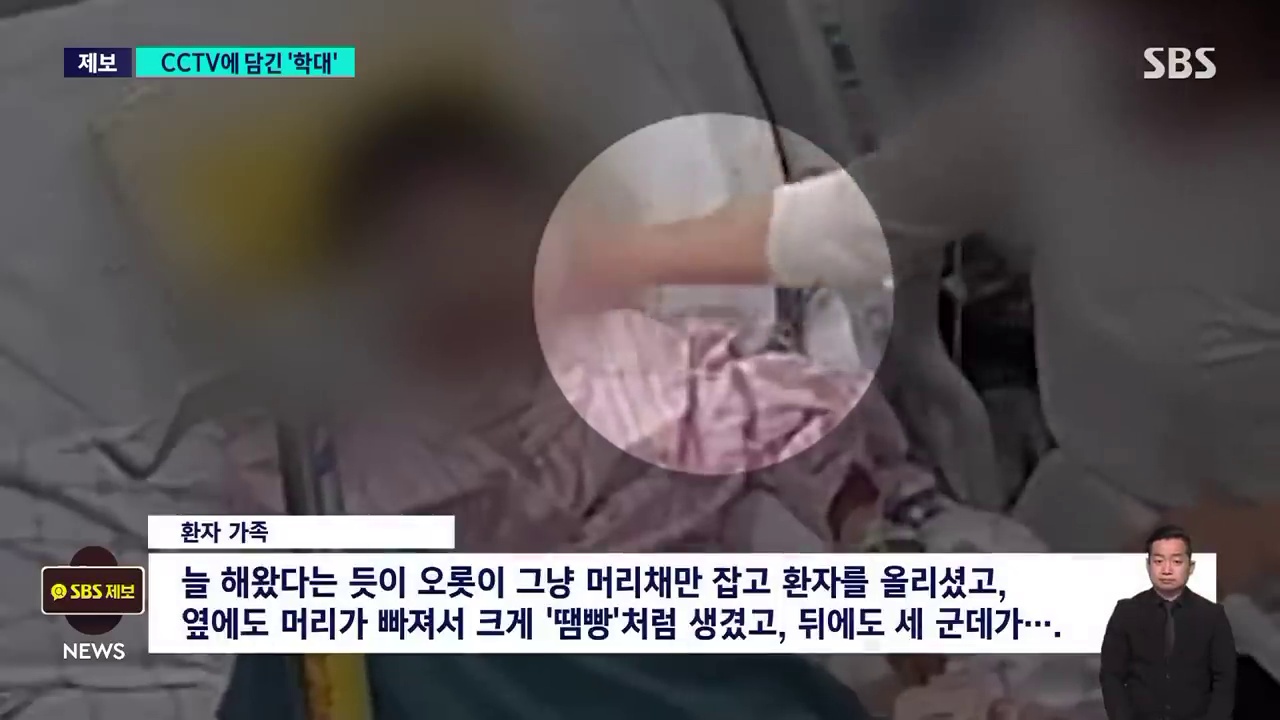 제보
CCTV에 담긴 '학대'
SBS
환자 가족
늘 해왔다는 듯이 오롯이 그냥 머리채만 잡고 환자를 올리셨고,
옆에도 머리가 빠져서 크게 '땜빵'처럼 생겼고, 뒤에도 세 군데가….
SBS 제보
NEWS